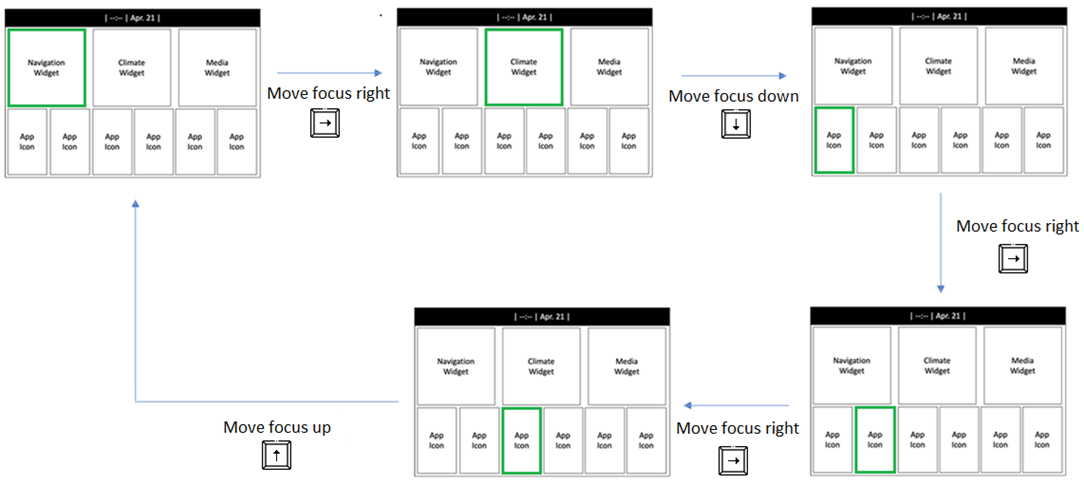 | --:-- | Apr. 21 |
Navigation
Widget
Climate
Widget
Media
Widget
App
Icon
App
Icon
App
Icon
App
Icon
App
Icon
App
Icon
Move focus right
→
| --:-- | Apr. 21 |
Navigation
Widget
Climate
Widget
Media
Widget
App
Icon
App
Icon
App
Icon
App
Icon
App
Icon
App
Icon
Move focus down
↓
| --:-- | Apr. 21 |
Navigation
Widget
Climate
Widget
Media
Widget
App
Icon
App
Icon
App
Icon
App
Icon
App
Icon
App
Icon
Move focus right
→
| --:-- | Apr. 21 |
Navigation
Widget
Climate
Widget
Media
Widget
App
Icon
App
Icon
App
Icon
App
Icon
App
Icon
App
Icon
Move focus right
→
| --:-- | Apr. 21 |
Navigation
Widget
Climate
Widget
Media
Widget
App
Icon
App
Icon
App
Icon
App
Icon
App
Icon
App
Icon
Move focus up
↑